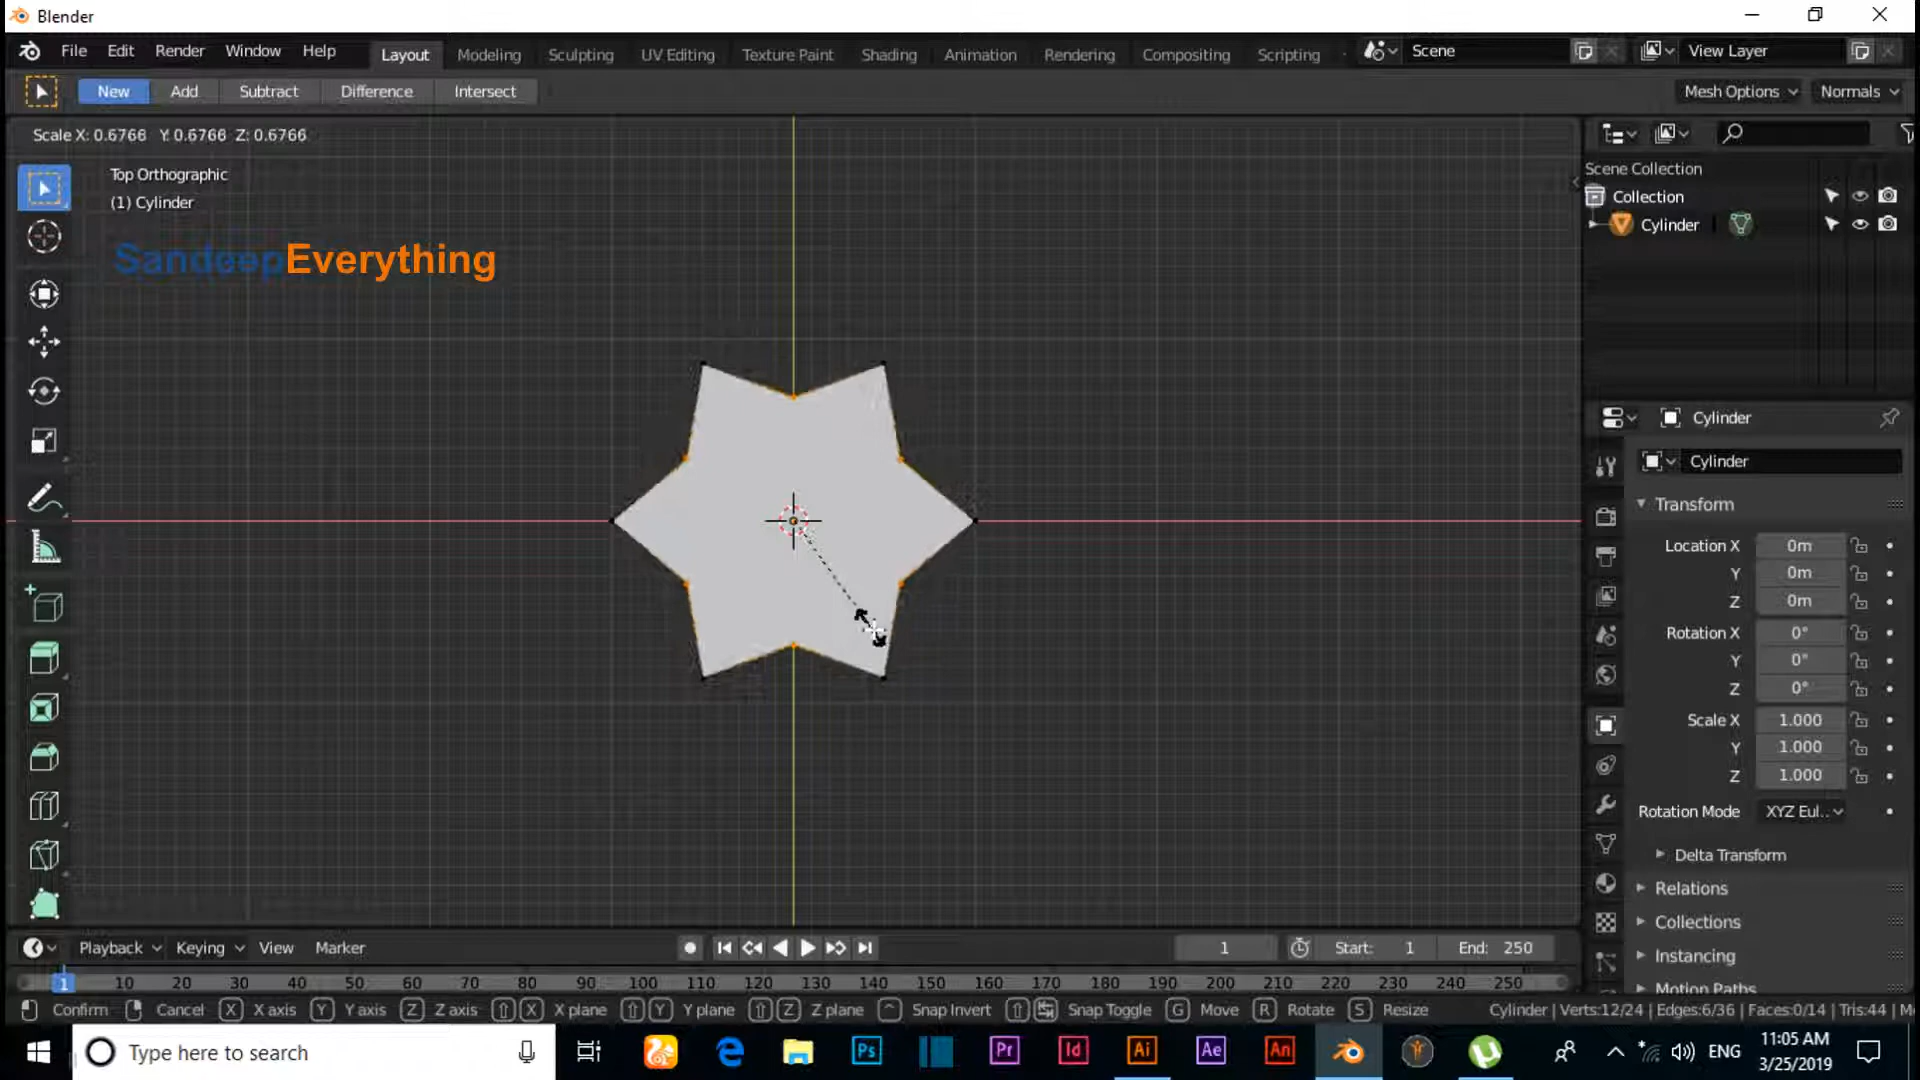 Blender
File Edit Render Window Help Layout Modeling Sculpting UV Editing Texture Paint Shading Animation Rendering Compositing Scripting Scene View Layer
New Add Subtract Difference Intersect Mesh Options Normals
Scale X: 0.6766 Y: 0.6766 Z: 0.6766
Top Orthographic
(1) Cylinder
SandeepEverything
Scene Collection
Collection
Cylinder
Cylinder
Cylinder
Transform
Location X 0m
Y 0m
Z 0m
Rotation X 0°
Y 0°
Z 0°
Scale X 1.000
Y 1.000
Z 1.000
Rotation Mode XYZ Eul..
Delta Transform
Relations
Collections
Instancing
Motion Paths
Playback Keying View Marker 1 Start: 1 End: 250
1 10 20 30 40 50 60 70 80 90 100 110 120 130 140 150 160 170 180 190 200 210 220 230 240 250
Confirm Cancel X X axis Y Y axis Z Z axis X X plane Y Y plane Z Z plane Snap Invert Snap Toggle G Move R Rotate S Resize Cylinder | Verts:12/24 | Edges:6/36 | Faces:0/14 | Tris:44 | M
Type here to search Ps Pr Id Ai Ae An ENG 11:05 AM
3/25/2019